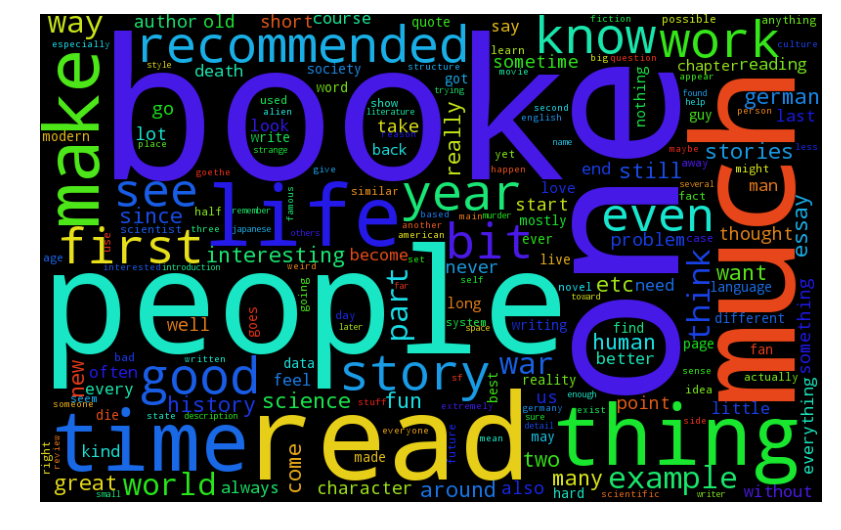 way author old short course quote say know work possible anything
especially fiction culture
recommended
style death society structure learn big question
sometime movie chapter reading
make book one much
word got trying nothing appear
go used alien show second found help german
lot look literature take really english guy person last
modern place write reason back yet name maybe less
strange happen end still stories
goethe give away might
see life similar year love several man
since half remember famous another based main murder start fact even
scientist three japanese american mostly problem case thought essay
first use others bit ever
interesting become set never live etc need want
age interested introduction weird self novel think language
people going far part long toward different
goes day system space writing find human better page something
well later
new bad written data story war reality sense fan actually
often feel sf best us idea
every seem good history science stuff fun extremely germany enough exist point little everything
someone die state description everyone sure detail side
kind time read mean may thing
right review come made future two many example
great small world always character around also hard scientific writer without